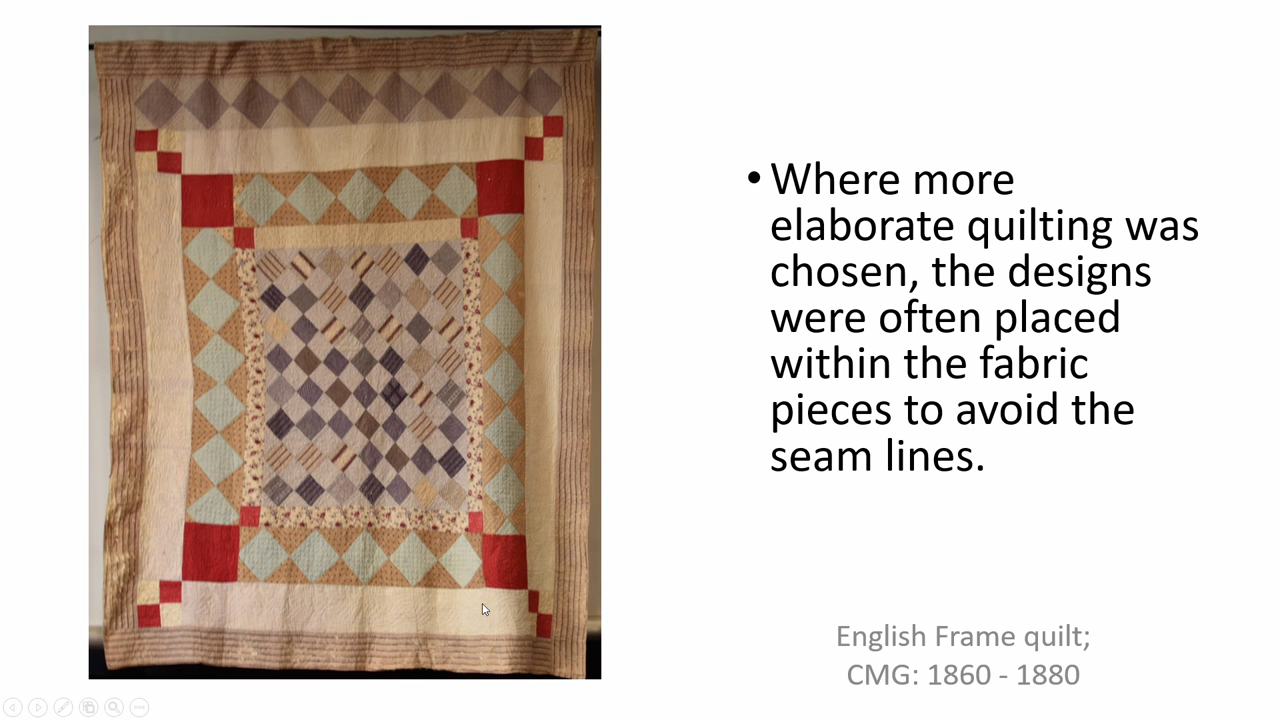 • Where more
elaborate quilting was
chosen, the designs
were often placed
within the fabric
pieces to avoid the
seam lines.
English Frame quilt;
CMG: 1860 - 1880